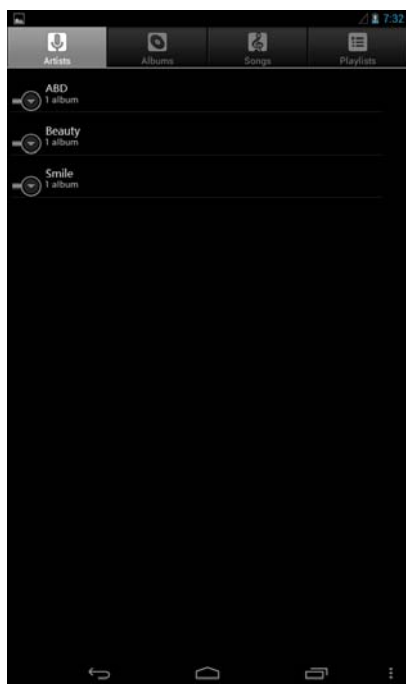 7:32
Artists
Albums
Songs
Playlists
ABD
1 album
Beauty
1 album
Smile
1 album